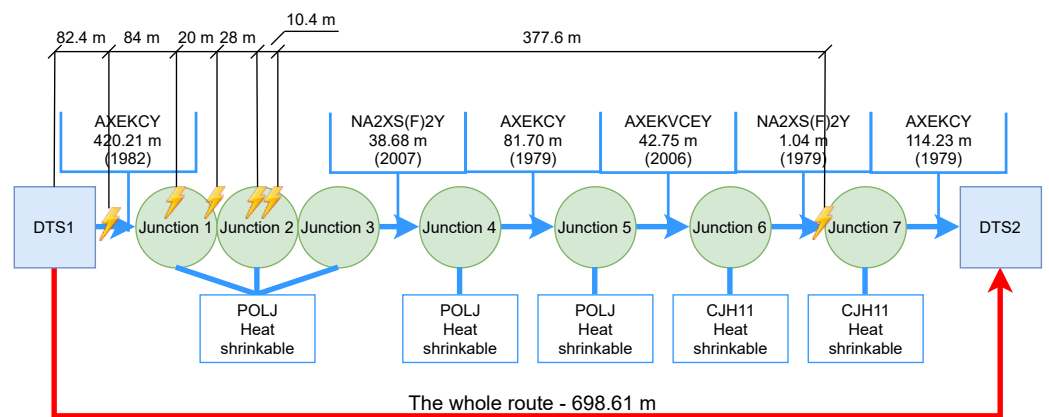 10.4 m
82.4 m
84 m
20 m
28 m
377.6 m
AXEKCY
420.21 m
(1982)
NA2XS(F)2Y
38.68 m
(2007)
AXEKCY
81.70 m
(1979)
AXEKVCEY
42.75 m
(2006)
NA2XS(F)2Y
1.04 m
(1979)
AXEKCY
114.23 m
(1979)
DTS1
Junction 1
Junction 2
Junction 3
Junction 4
Junction 5
Junction 6
Junction 7
DTS2
POLJ
Heat
shrinkable
POLJ
Heat
shrinkable
POLJ
Heat
shrinkable
CJH11
Heat
shrinkable
CJH11
Heat
shrinkable
The whole route - 698.61 m